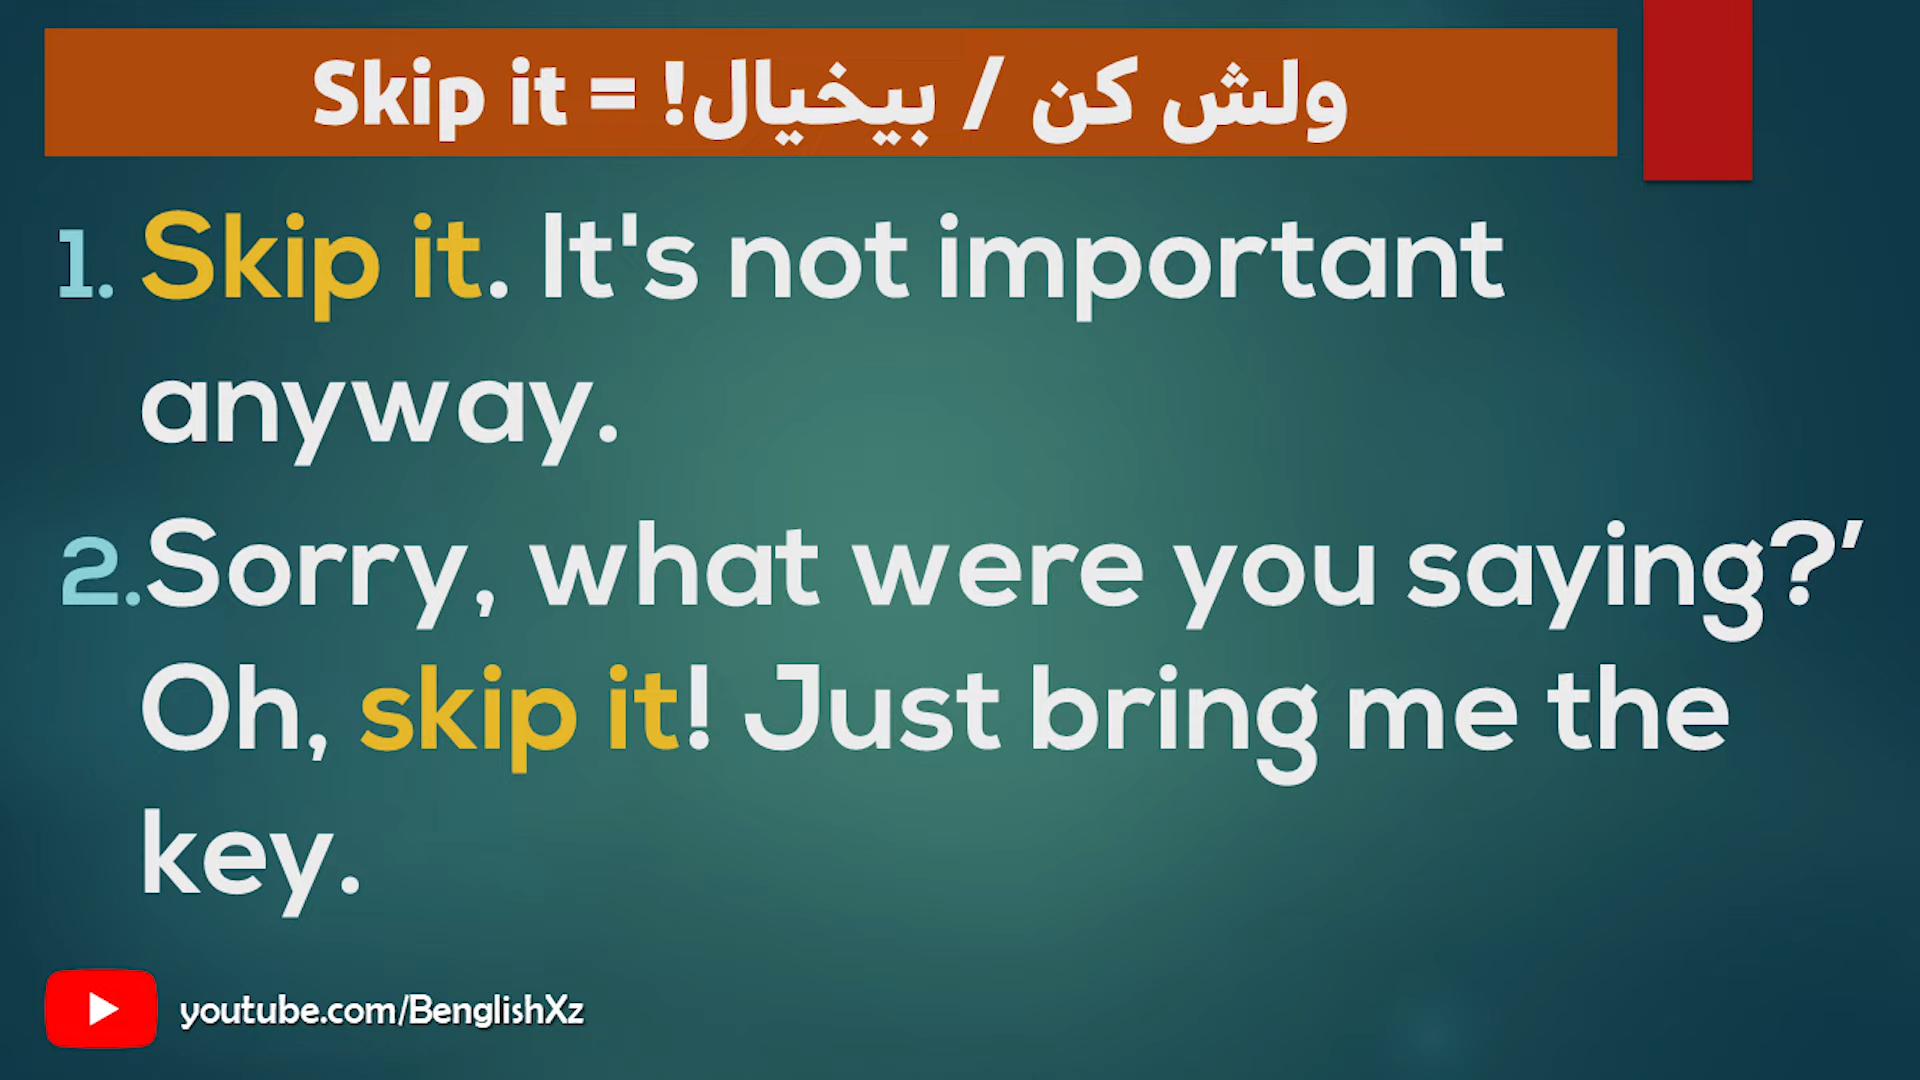 Skip it = ولش کن / بیخیال!
1. Skip it. It's not important
anyway.
2.Sorry, what were you saying?’
Oh, skip it! Just bring me the
key.
youtube.com/BenglishXz